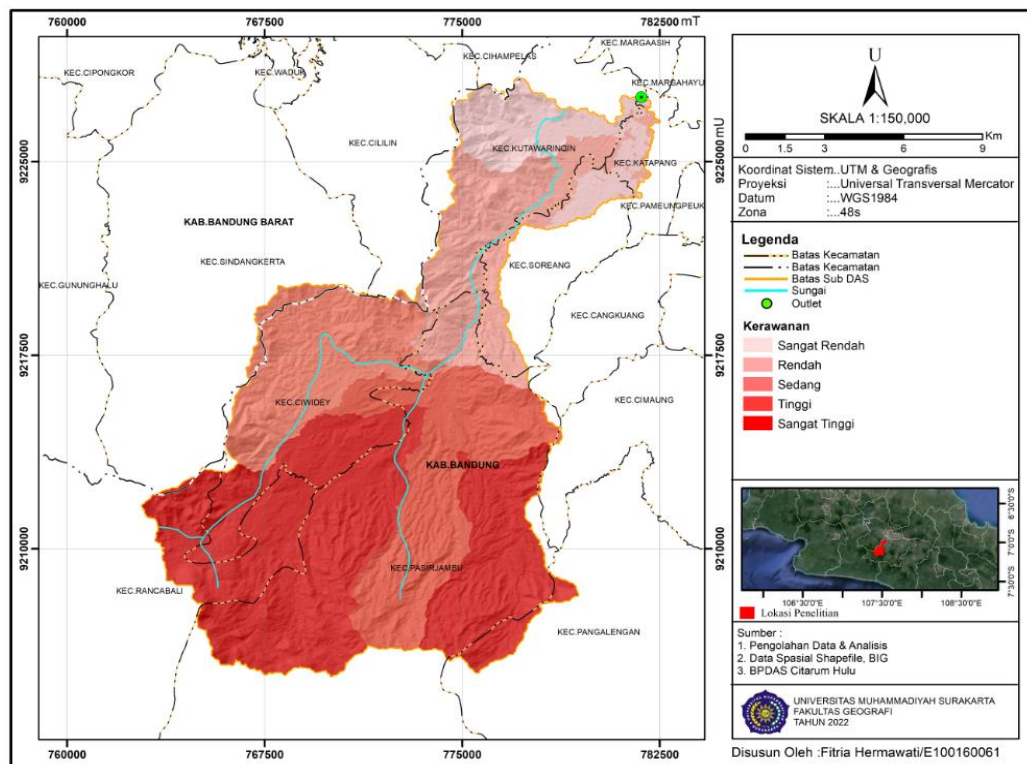 760000
767500
775000
782500 mT
9225000 mU
9217500
9210000
760000
767500
775000
782500
KEC.MARGAASIH
KEC.CIHAMPELAS
KEC.CIPONGKOR
KEC.WADUK
KEC.MARGAHAYU
KEC.CILILIN
KEC.KUTAWARINGIN
KEC.KATAPANG
KEC.PAMEUNGPEUK
KAB.BANDUNG BARAT
KEC.SINDANGKERTA
KEC.SOREANG
KEC.GUNUNGHALU
KEC.CANGKUANG
KEC.CIWIDEY
KEC.CIMAUNG
KAB.BANDUNG
KEC.PASIRJAMBU
KEC.RANCABALI
KEC.PANGALENGAN
U
SKALA 1:150,000
Km
0 1.5 3 6 9
Koordinat Sistem..UTM & Geografis
Proyeksi :...Universal Transversal Mercator
Datum :...WGS1984
Zona :...48s
Legenda
Batas Kecamatan
Batas Kecamatan
Batas Sub DAS
Sungai
Outlet
Kerawanan
Sangat Rendah
Rendah
Sedang
Tinggi
Sangat Tinggi
6°30'0"S
7°0'0"S
7°30'0"S
106°30'0"E 107°30'0"E 108°30'0"E
Lokasi Penelitian
Sumber :
1. Pengolahan Data & Analisis
2. Data Spasial Shapefile, BIG
3. BPDAS Citarum Hulu
UNIVERSITAS MUHAMMADIYAH SURAKARTA
FAKULTAS GEOGRAFI
TAHUN 2022
Disusun Oleh :Fitria Hermawati/E100160061